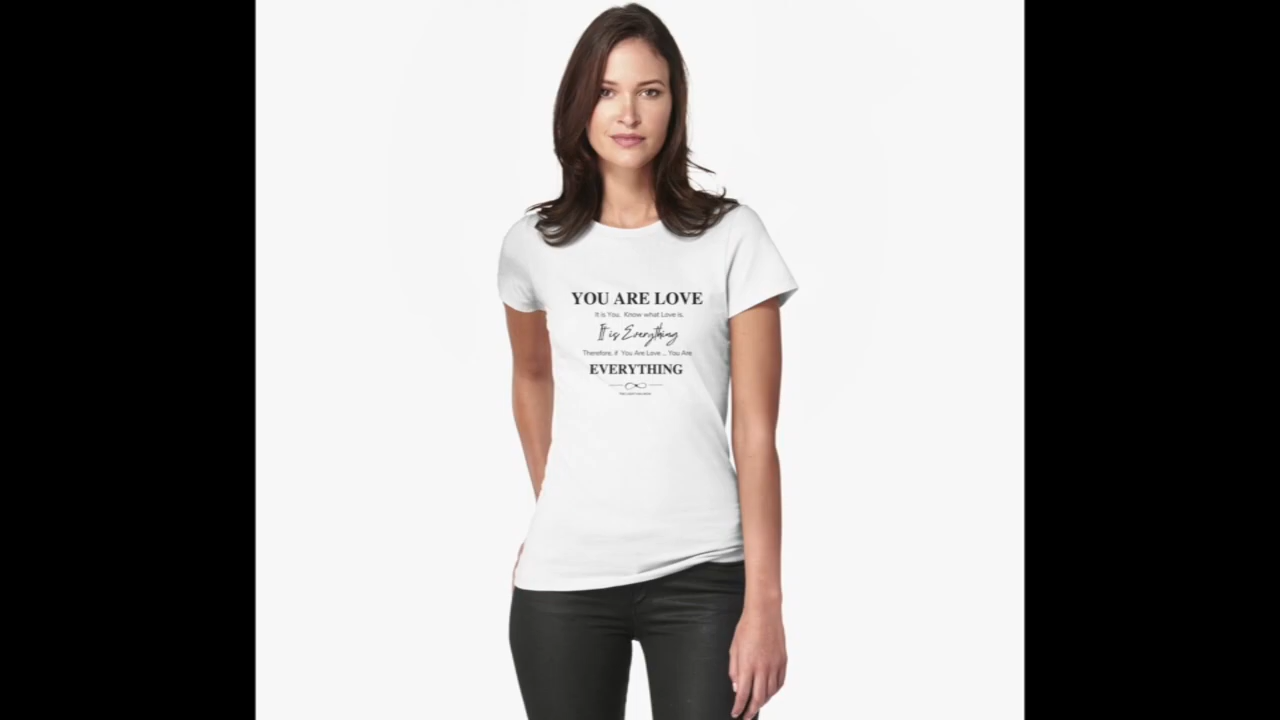 YOU ARE LOVE
It is You. Know what Love is.
It is Everything
Therefore, if You Are Love ... You Are
EVERYTHING